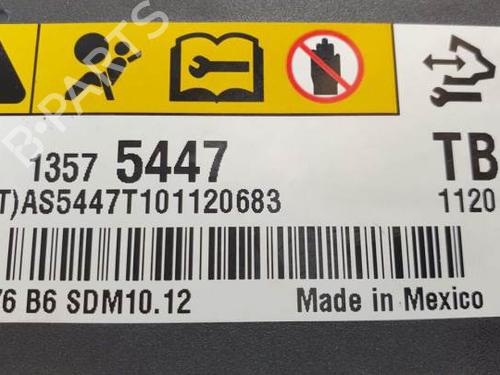 B-PARTS
1357 5447 TB
T)AS5447T101120683 1120
76 B6 SDM10.12 Made in Mexico